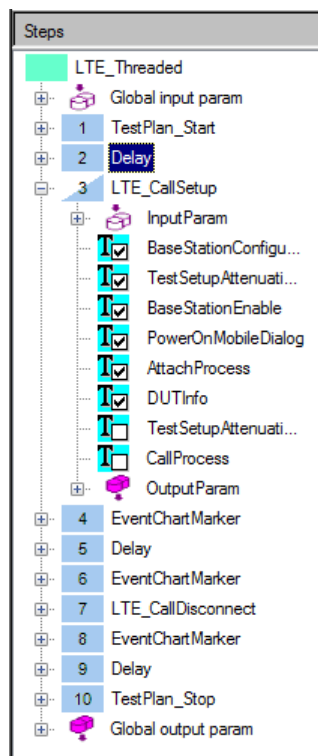 Steps
LTE_Threaded
Global input param
1 TestPlan_Start
2 Delay
3 LTE_CallSetup
InputParam
T BaseStationConfigu...
T TestSetupAttenuati...
T BaseStationEnable
T PowerOnMobileDialog
T AttachProcess
T DUTInfo
T TestSetupAttenuati...
T CallProcess
OutputParam
4 EventChartMarker
5 Delay
6 EventChartMarker
7 LTE_CallDisconnect
8 EventChartMarker
9 Delay
10 TestPlan_Stop
Global output param